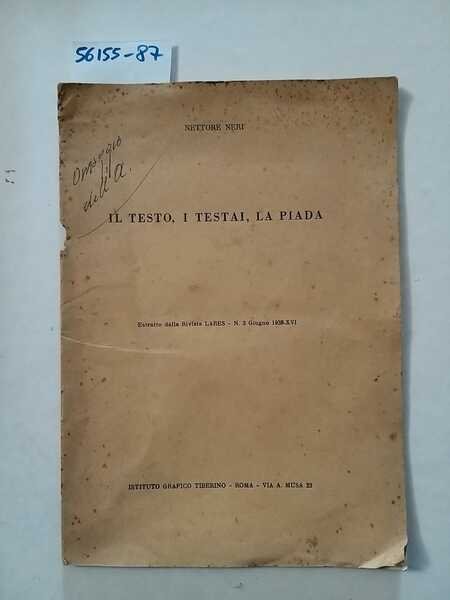 56155-87
NETTORE NERI
Omaggio
dell'A.
IL TESTO, I TESTAI, LA PIADA
Estratto dalla Rivista LARES - N. 3 Giugno 1938-XVI
ISTITUTO GRAFICO TIBERINO - ROMA - VIA A. MUSA 23